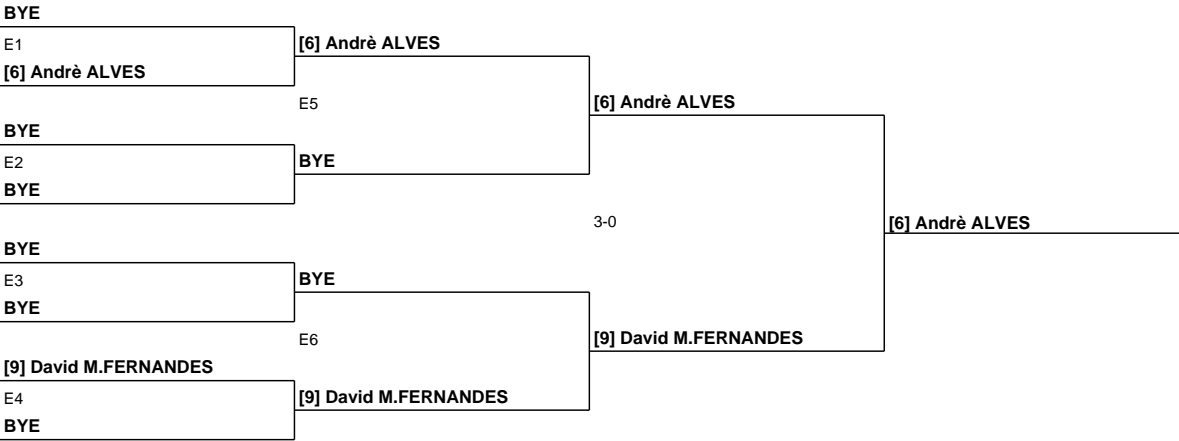 BYE
E1
[6] Andrè ALVES
[6] Andrè ALVES
E5
[6] Andrè ALVES
BYE
E2
BYE
BYE
3-0
[6] Andrè ALVES
BYE
E3
BYE
BYE
E6
[9] David M.FERNANDES
[9] David M.FERNANDES
E4
[9] David M.FERNANDES
BYE